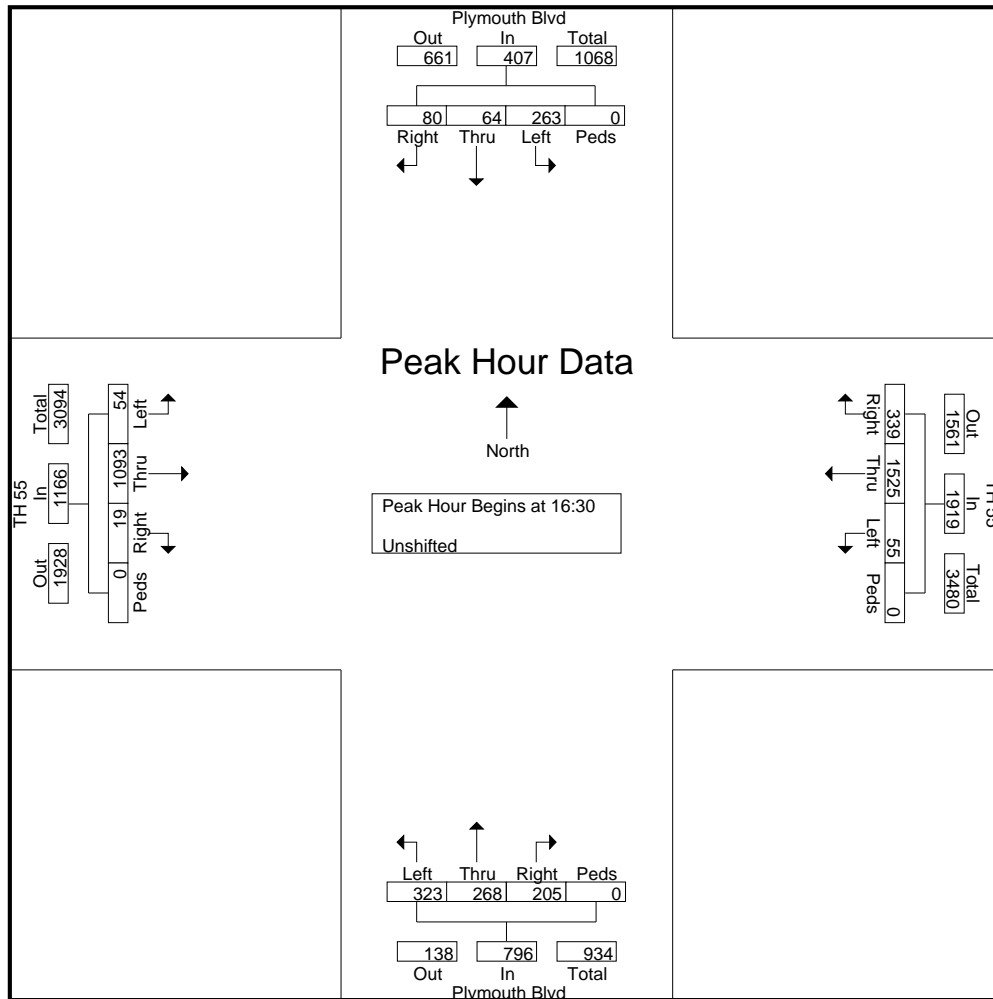 Plymouth Blvd
Out In Total
661 407 1068
80 64 263 0
Right Thru Left Peds
Peak Hour Data
North
Peak Hour Begins at 16:30
Unshifted
TH 55
Total In Out
3094 1166 1928
54 1093 19 0
Left Thru Right Peds
TH 55
Out In Total
1561 1919 3480
339 1525 55 0
Right Thru Left Peds
Left Thru Right Peds
323 268 205 0
138 796 934
Out In Total
Plymouth Blvd